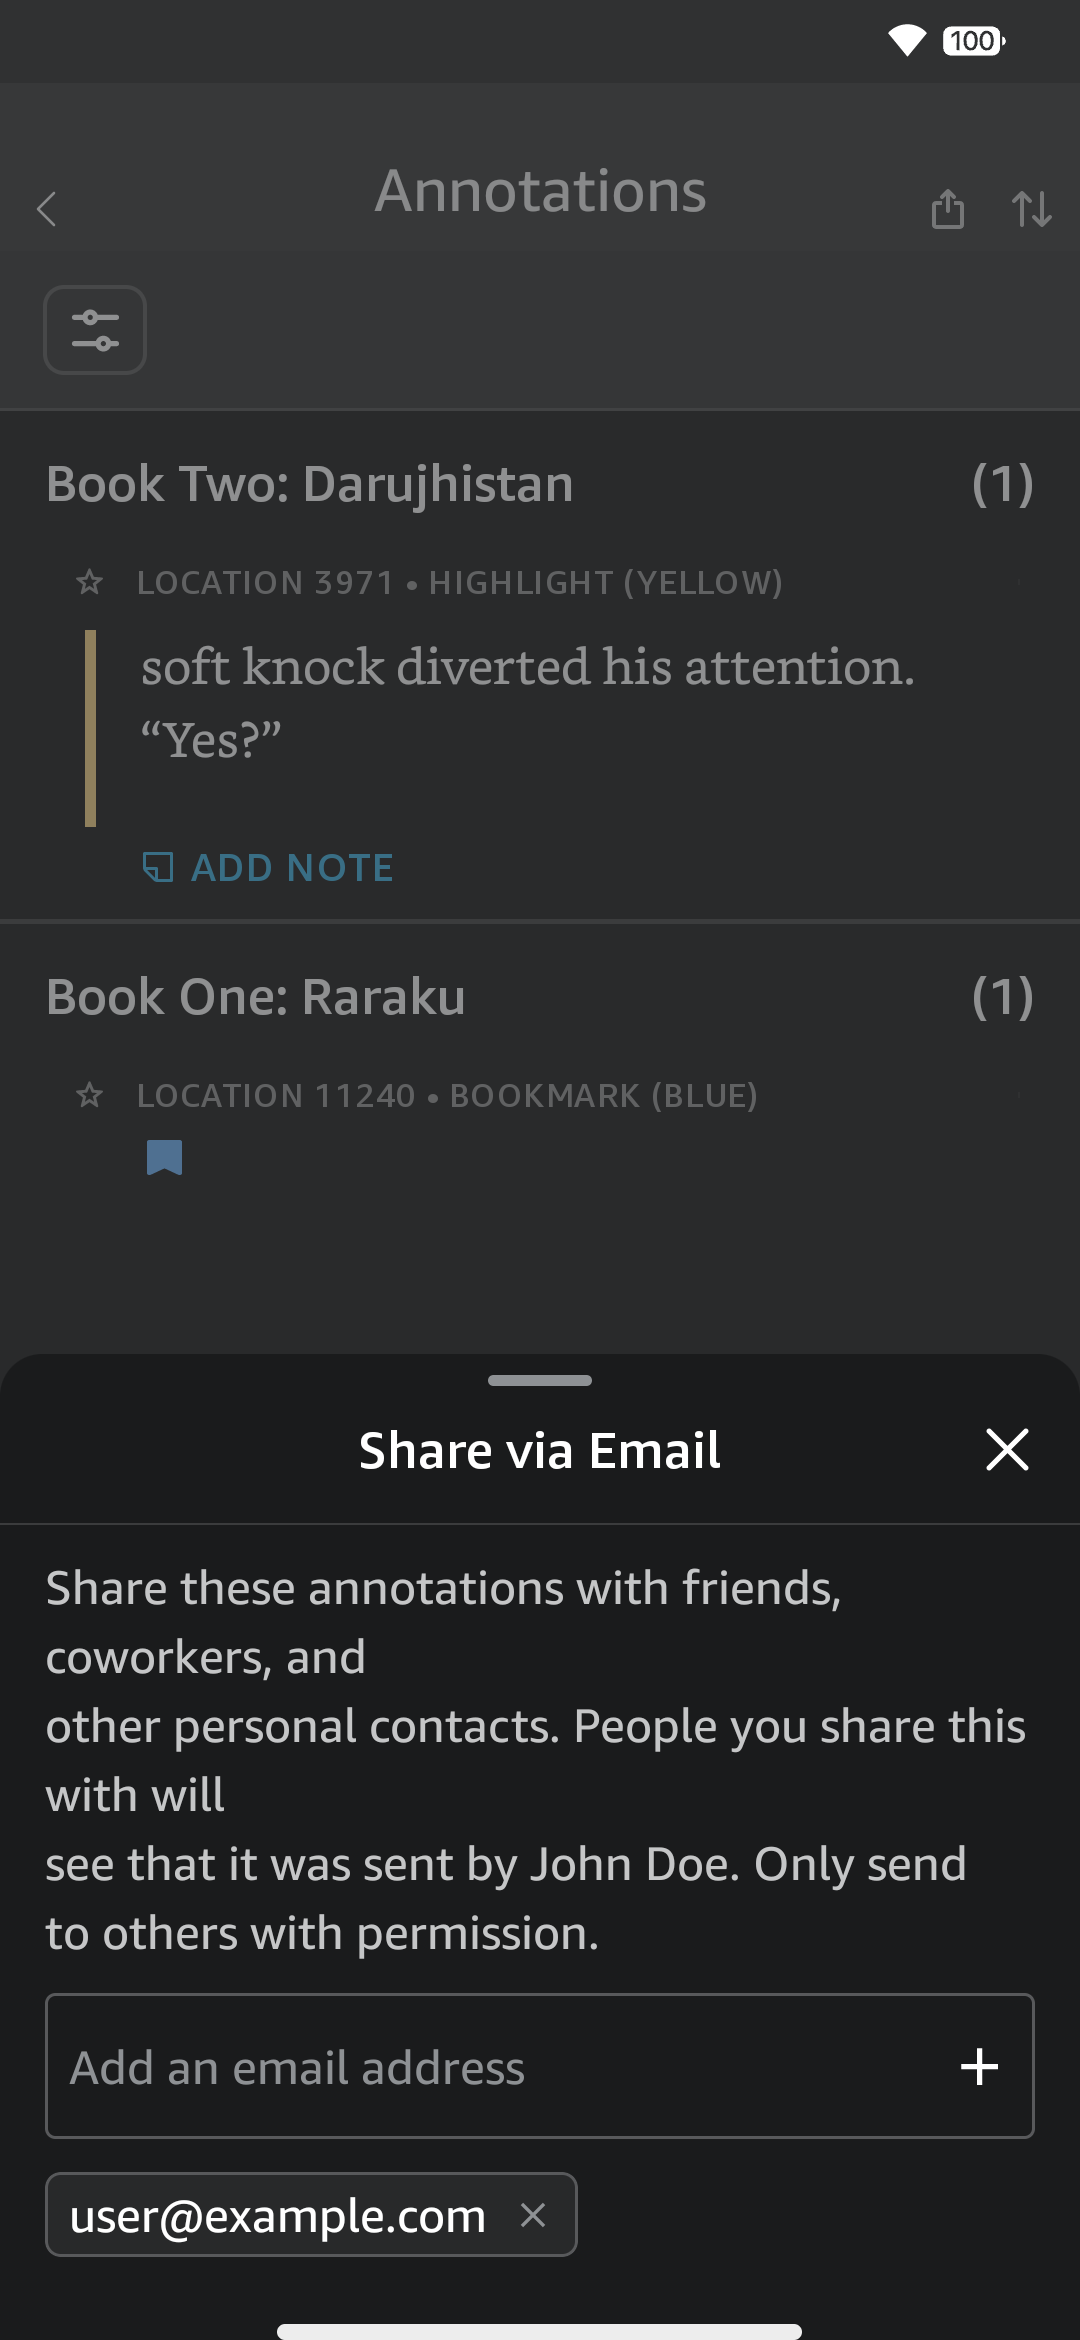 100
Annotations
Book Two: Darujhistan (1)
LOCATION 3971 • HIGHLIGHT (YELLOW)
soft knock diverted his attention.
“Yes?”
ADD NOTE
Book One: Raraku (1)
LOCATION 11240 • BOOKMARK (BLUE)
Share via Email
Share these annotations with friends,
coworkers, and
other personal contacts. People you share this
with will
see that it was sent by John Doe. Only send
to others with permission.
Add an email address
user@example.com